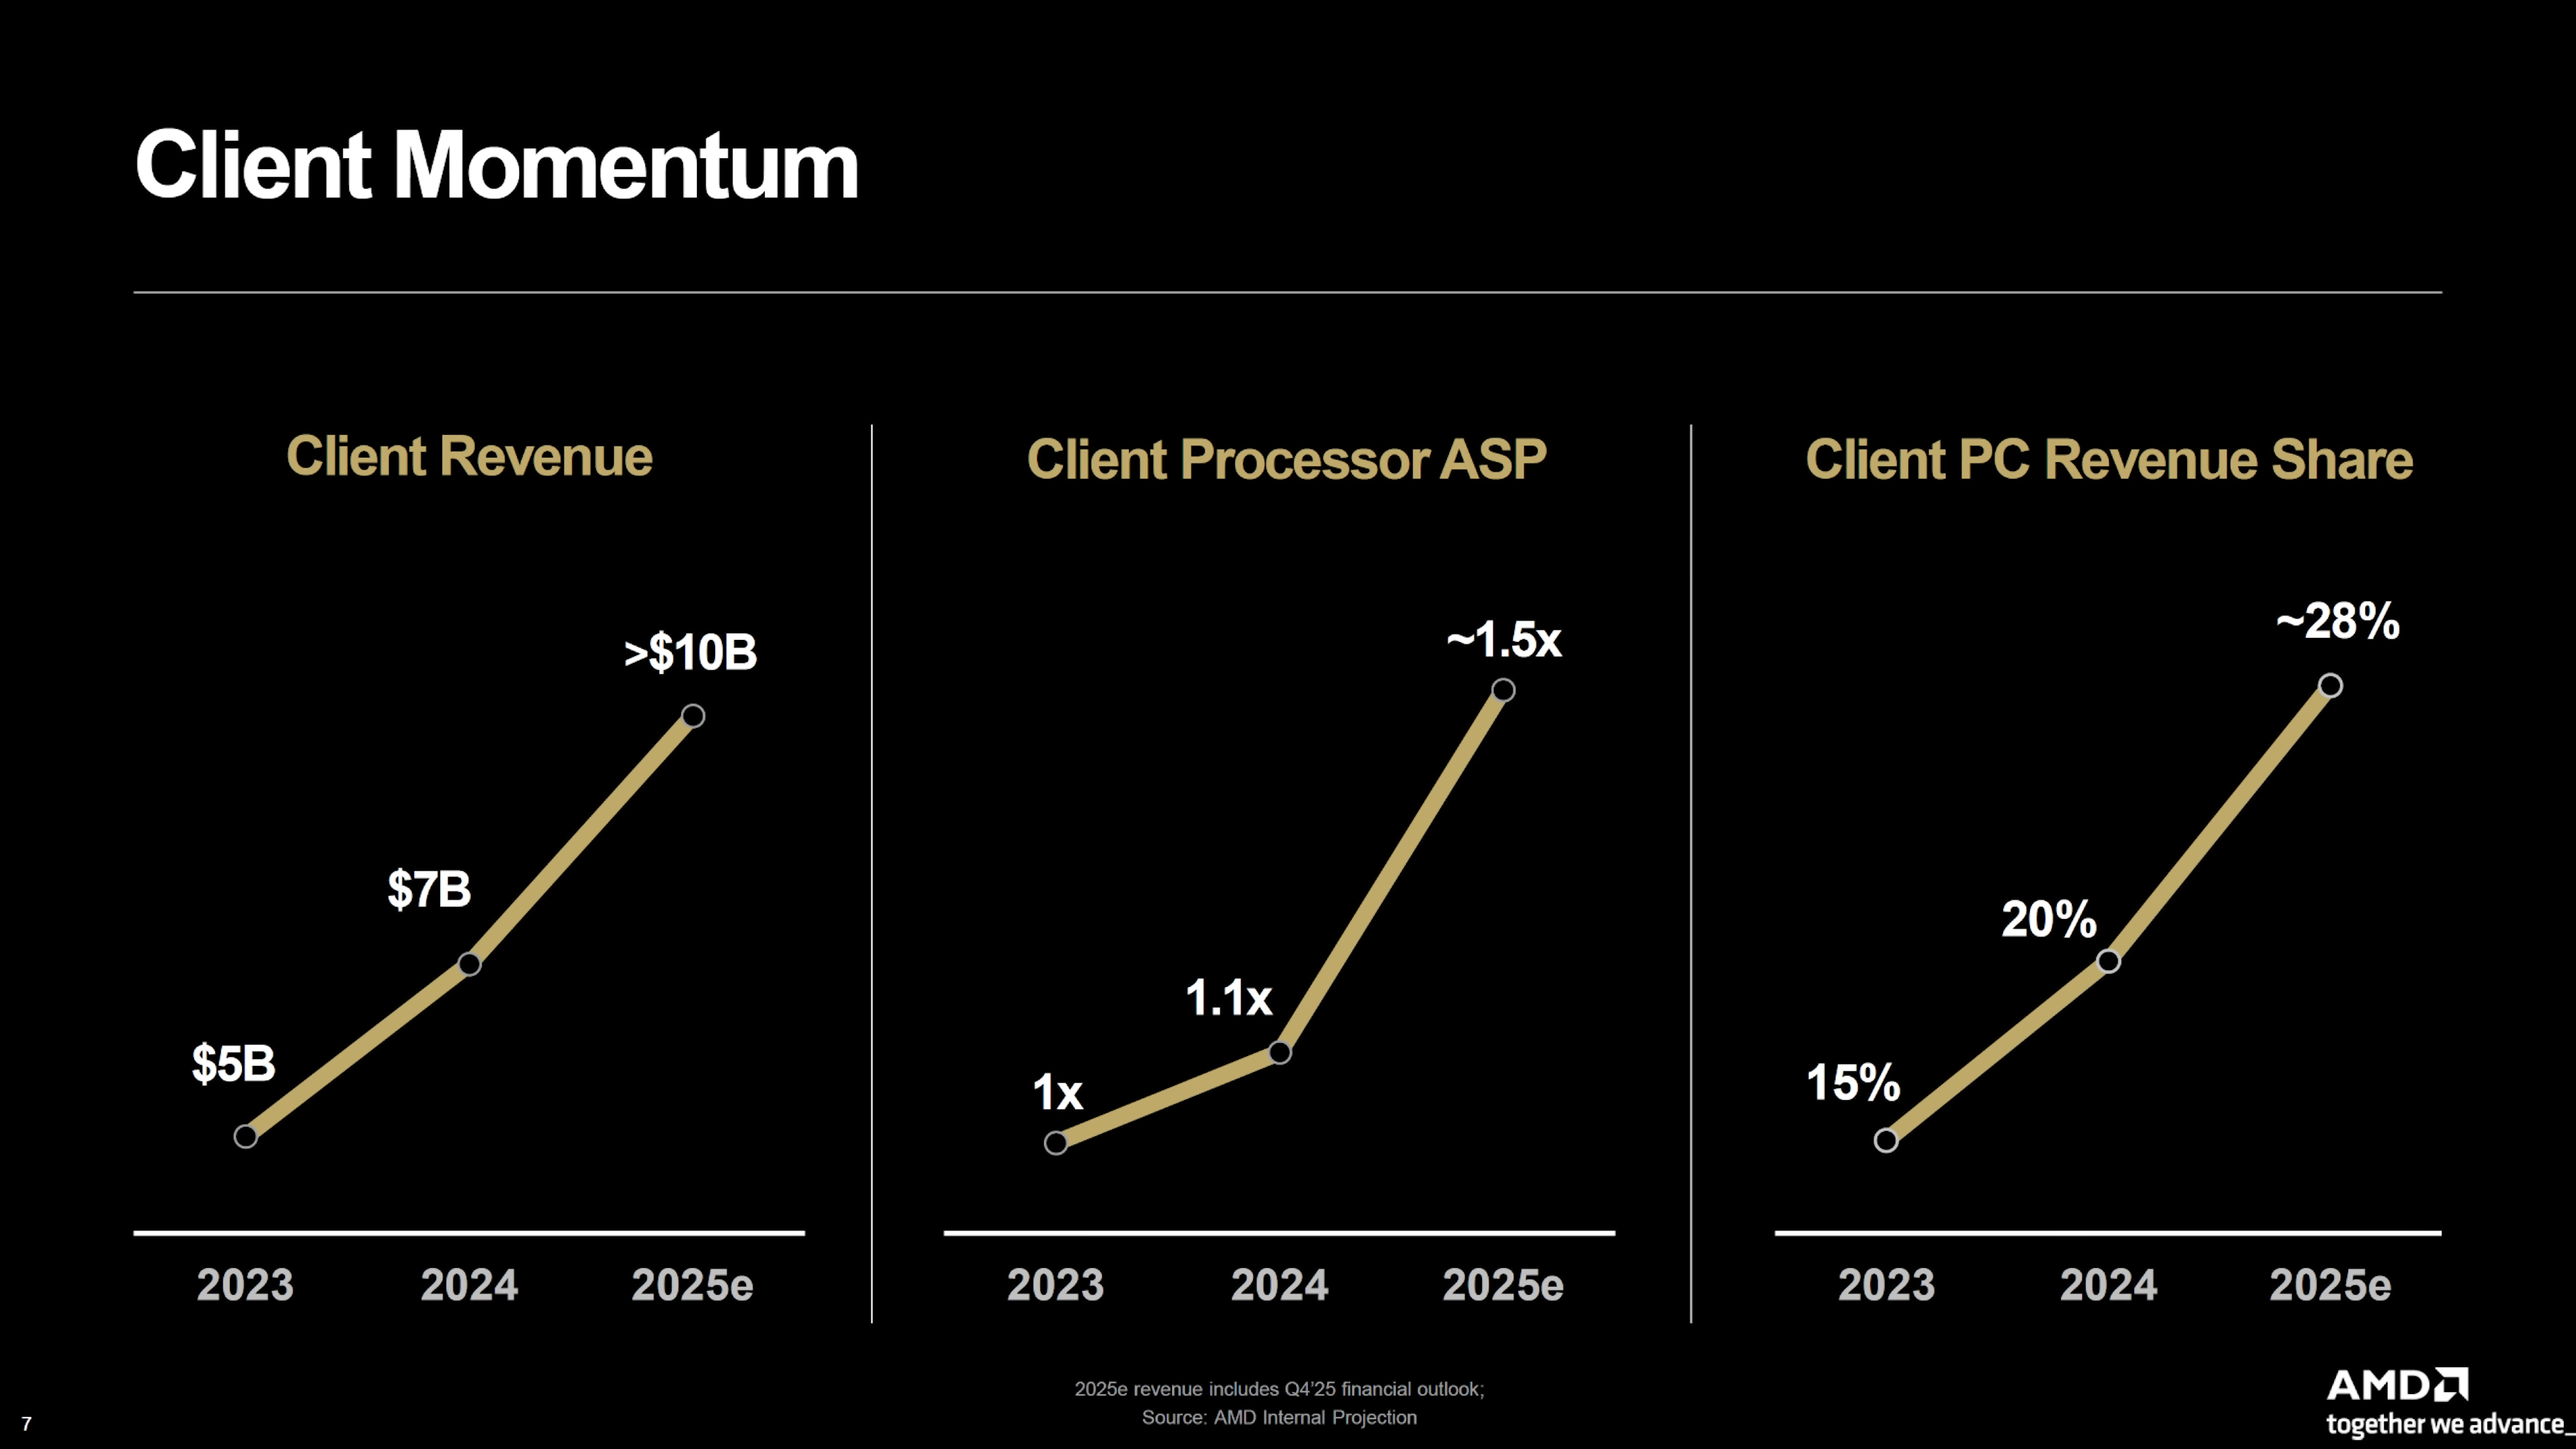 Client Momentum
Client Revenue
>$10B
$7B
$5B
2023 2024 2025e
Client Processor ASP
~1.5x
1.1x
1x
2023 2024 2025e
Client PC Revenue Share
~28%
20%
15%
2023 2024 2025e
2025e revenue includes Q4'25 financial outlook;
Source: AMD Internal Projection
7
AMD
together we advance_